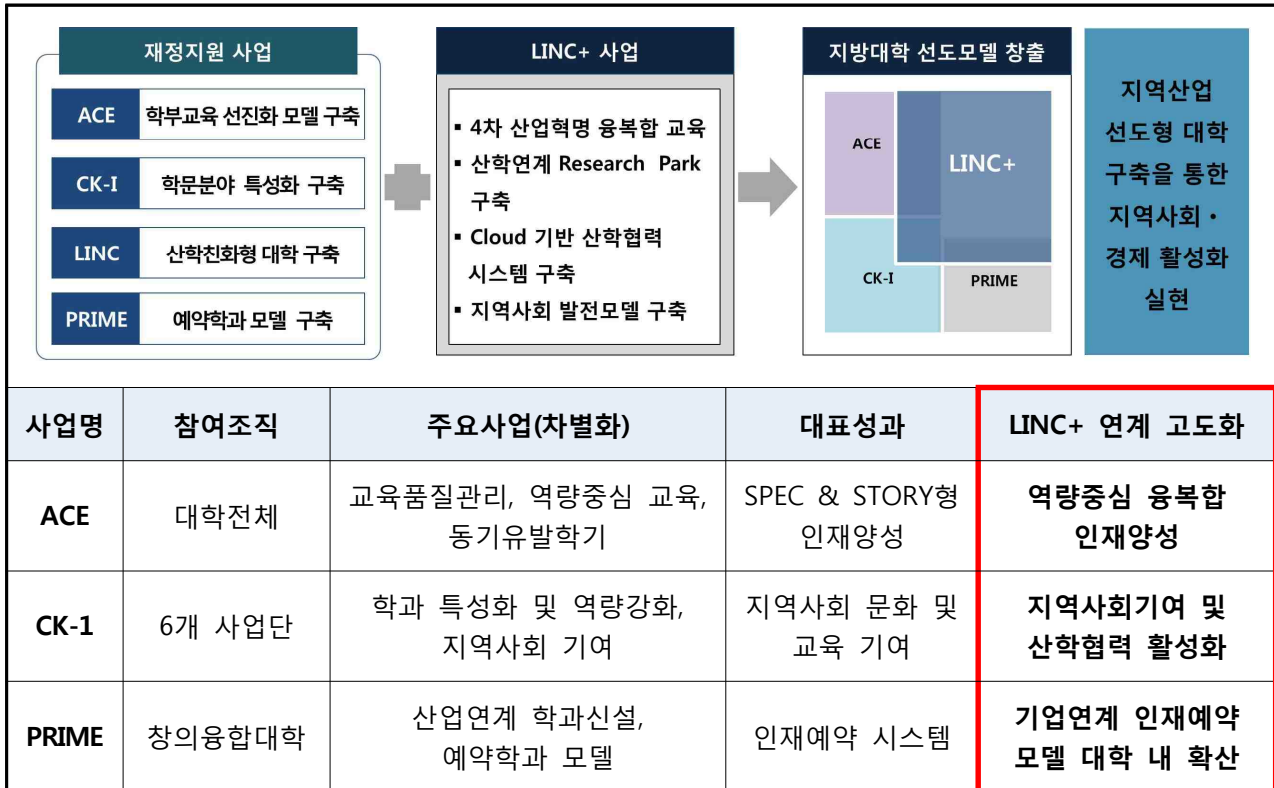 재정지원 사업
ACE 학부교육 선진화 모델 구축
CK-I 학문분야 특성화 구축
LINC 산학친화형 대학 구축
PRIME 예약학과 모델 구축
LINC+ 사업
▪ 4차 산업혁명 융복합 교육
▪ 산학연계 Research Park
구축
▪ Cloud 기반 산학협력
시스템 구축
▪ 지역사회 발전모델 구축
지방대학 선도모델 창출
ACE
LINC+
CK-I
PRIME
지역산업
선도형 대학
구축을 통한
지역사회・
경제 활성화
실현
사업명 참여조직 주요사업(차별화) 대표성과 LINC+ 연계 고도화
ACE 대학전체 교육품질관리, 역량중심 교육, 동기유발학기 SPEC & STORY형 인재양성 역량중심 융복합 인재양성
CK-1 6개 사업단 학과 특성화 및 역량강화, 지역사회 기여 지역사회 문화 및 교육 기여 지역사회기여 및 산학협력 활성화
PRIME 창의융합대학 산업연계 학과신설, 예약학과 모델 인재예약 시스템 기업연계 인재예약 모델 대학 내 확산